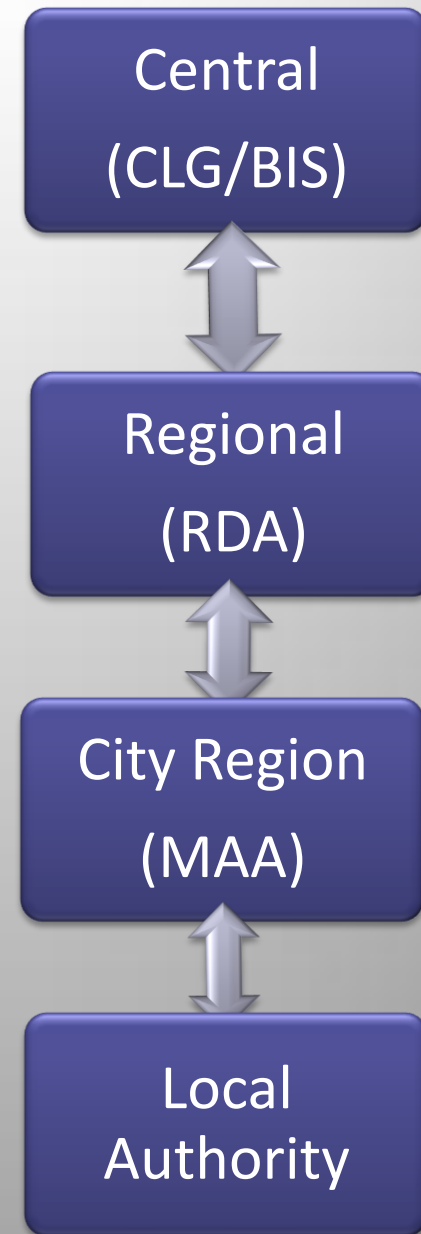 Central
(CLG/BIS)
Regional
(RDA)
City Region
(MAA)
Local
Authority